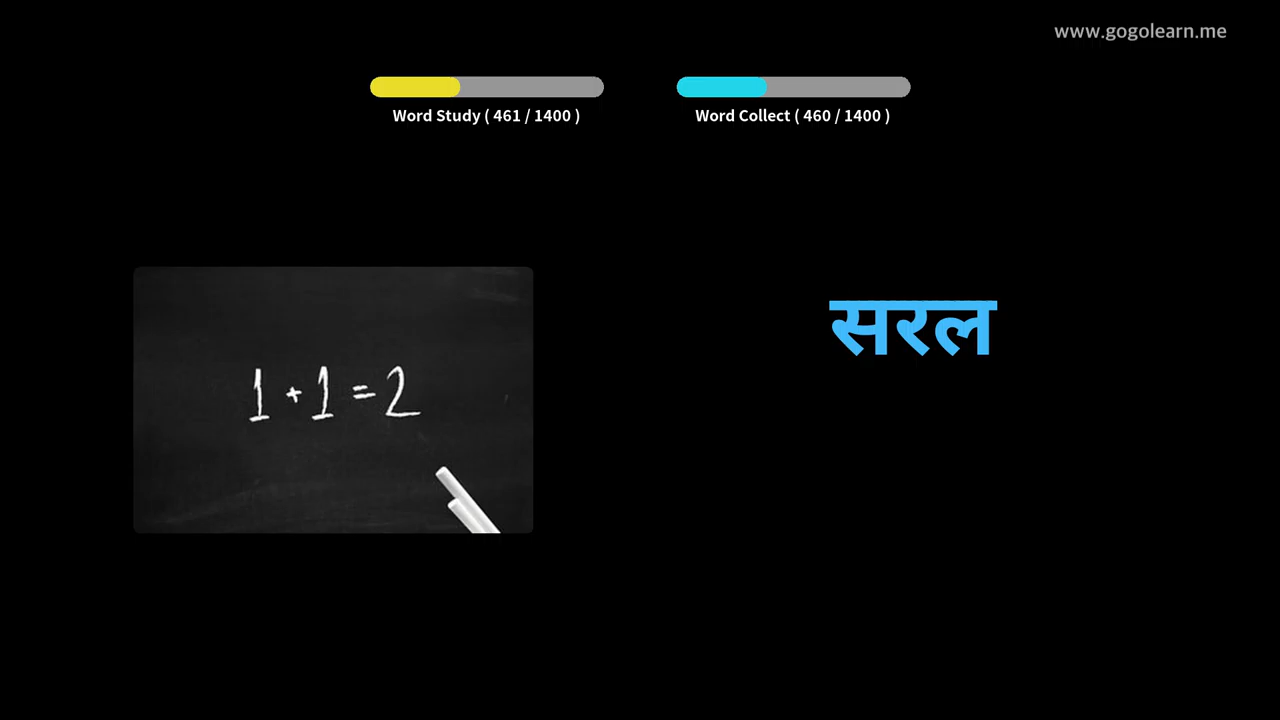 www.gogolearn.me
Word Study ( 461 / 1400 )
Word Collect ( 460 / 1400 )
सरल
1 + 1 = 2